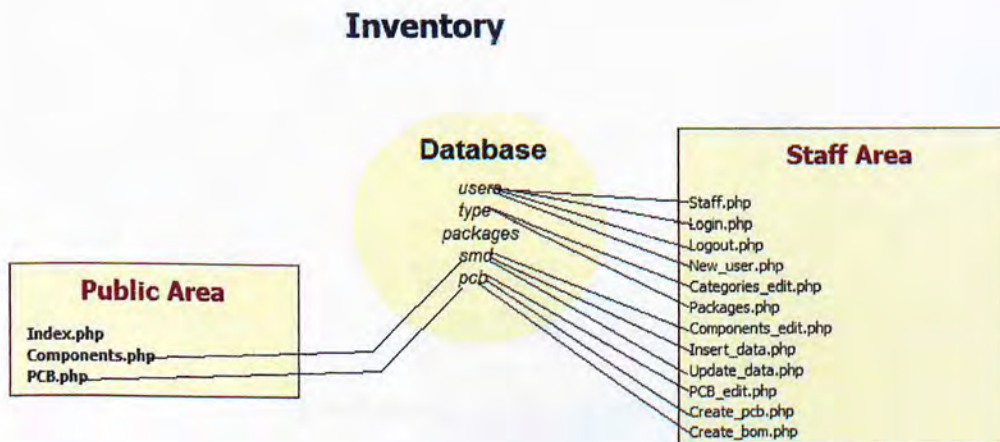 Inventory
Database
users
type
packages
smd
pcb
Public Area
Index.php
Components.php
PCB.php
Staff Area
Staff.php
Login.php
Logout.php
New_user.php
Categories_edit.php
Packages.php
Components_edit.php
Insert_data.php
Update_data.php
PCB_edit.php
Create_pcb.php
Create_bom.php